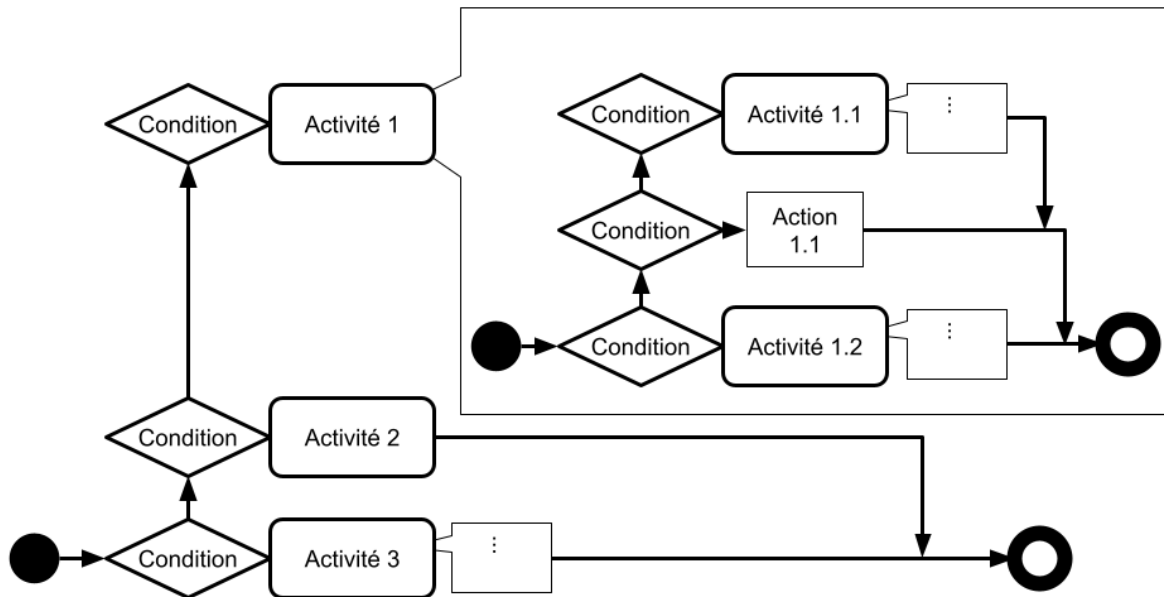 Condition
Activité 1
Condition
Activité 1.1
⋮
Condition
Action
1.1
Condition
Activité 1.2
⋮
Condition
Activité 2
Condition
Activité 3
⋮